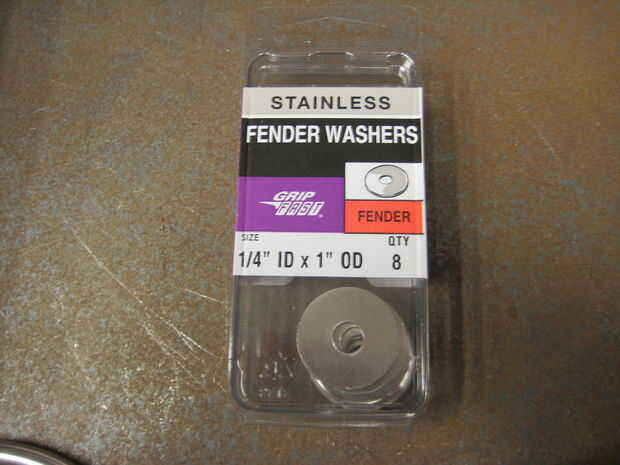 STAINLESS
FENDER WASHERS
GRIP
FAST®
FENDER
SIZE QTY
1/4" ID x 1" OD 8